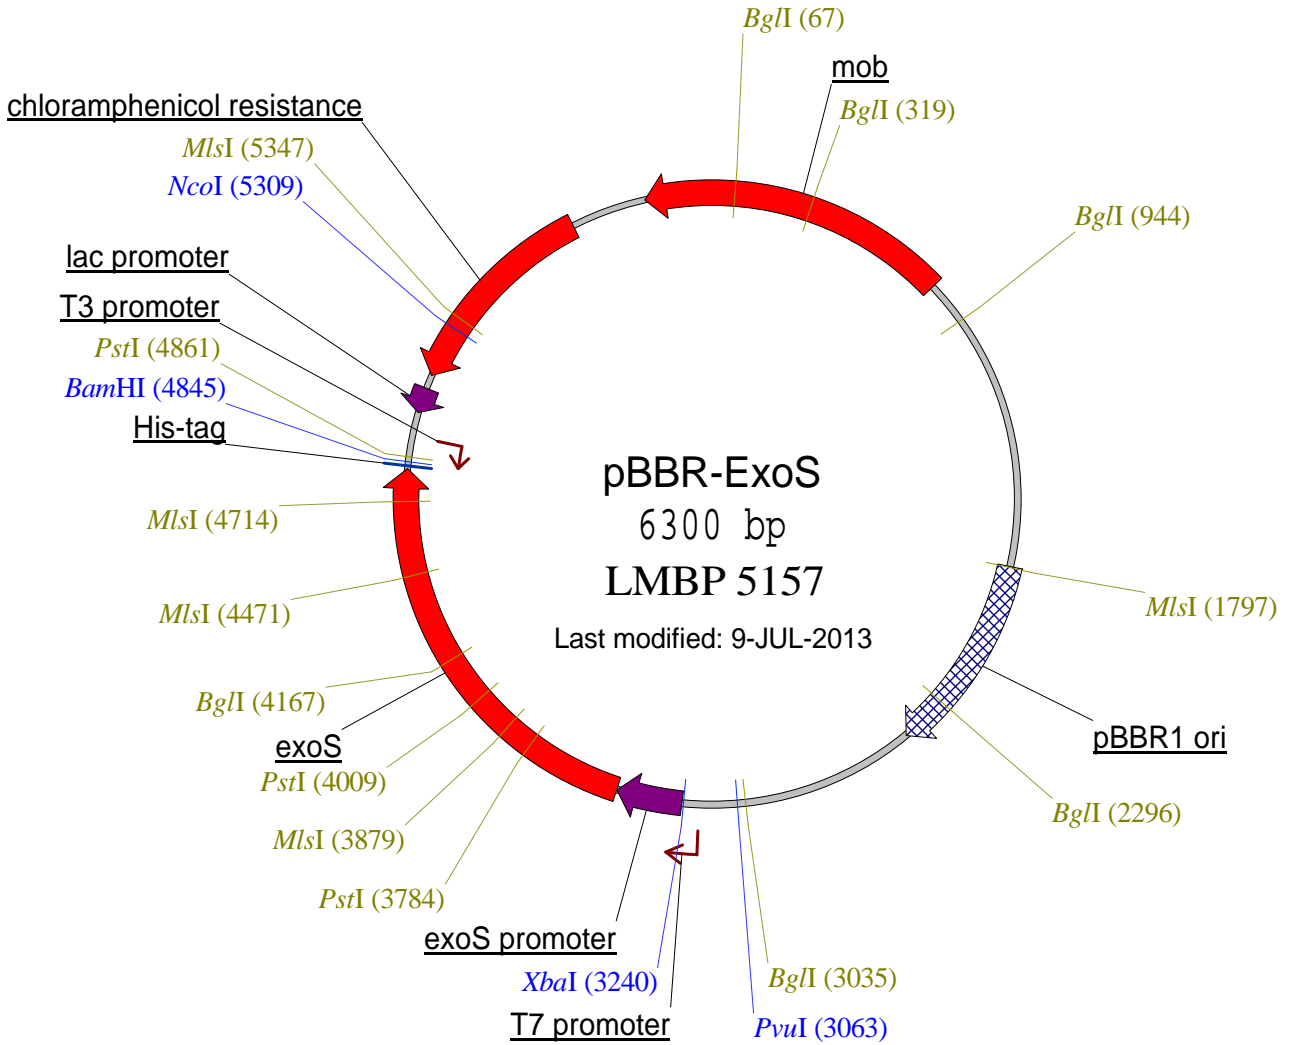 BglI (67)
mob
chloramphenicol resistance
BglI (319)
MlsI (5347)
NcoI (5309)
BglI (944)
lac promoter
T3 promoter
PstI (4861)
BamHI (4845)
His-tag
pBBR-ExoS
6300 bp
LMBP 5157
Last modified: 9-JUL-2013
MlsI (4714)
MlsI (4471)
MlsI (1797)
BglI (4167)
exoS
pBBR1 ori
PstI (4009)
BglI (2296)
MlsI (3879)
PstI (3784)
exoS promoter
XbaI (3240)
BglI (3035)
T7 promoter
PvuI (3063)